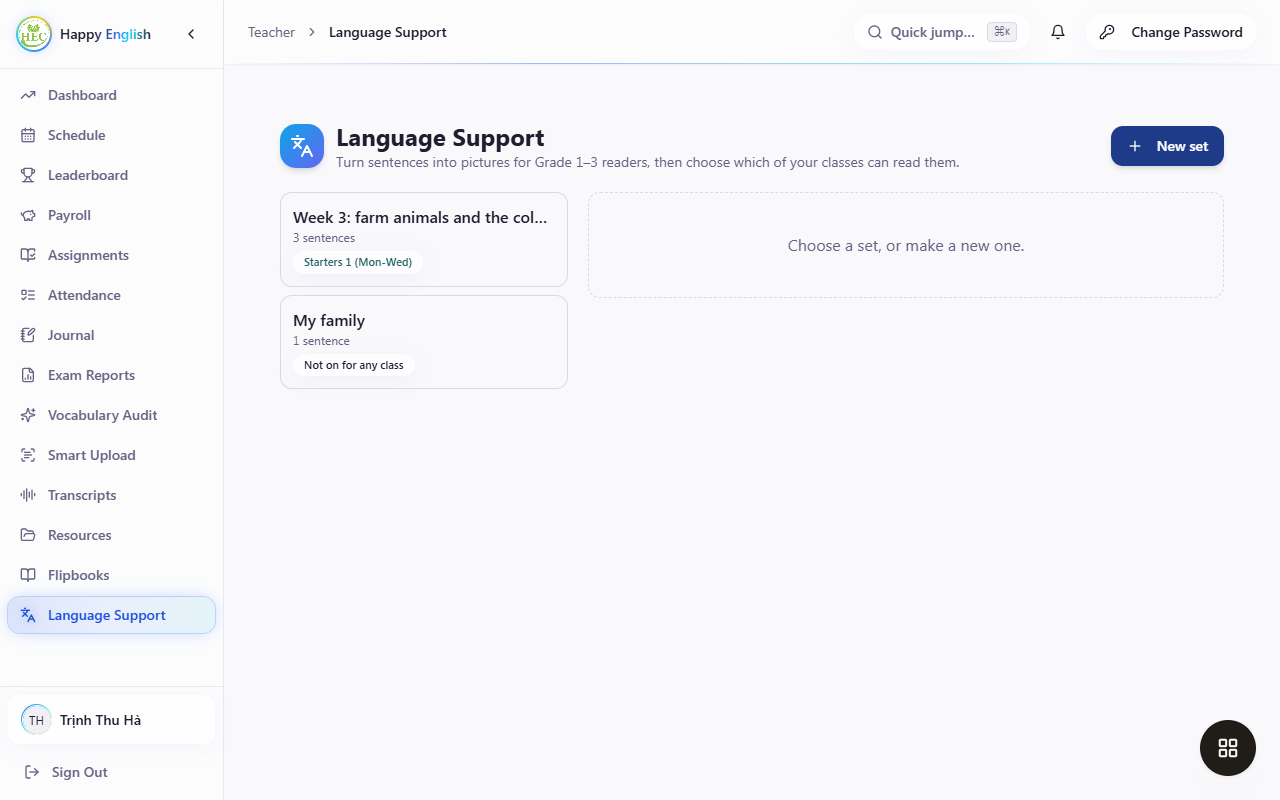 HEC
Happy English
Teacher
Language Support
Quick jump...
⌘K
Change Password
Dashboard
Schedule
Leaderboard
Payroll
Assignments
Attendance
Journal
Exam Reports
Vocabulary Audit
Smart Upload
Transcripts
Resources
Flipbooks
Language Support
TH
Trịnh Thu Hà
Sign Out
Language Support
Turn sentences into pictures for Grade 1–3 readers, then choose which of your classes can read them.
New set
Week 3: farm animals and the col...
3 sentences
Starters 1 (Mon-Wed)
My family
1 sentence
Not on for any class
Choose a set, or make a new one.